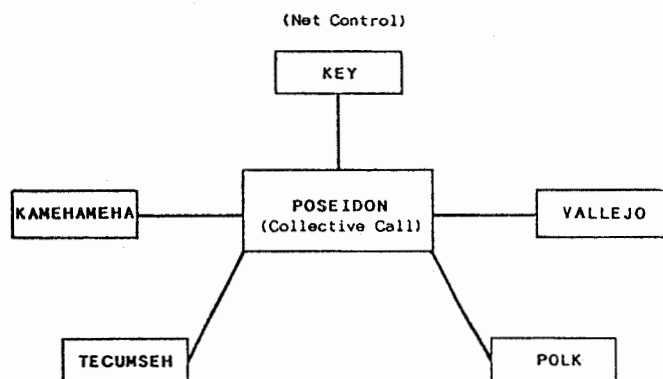 (Net Control)
KEY
KAMEHAMEHA
POSEIDON
(Collective Call)
VALLEJO
TECUMSEH
POLK